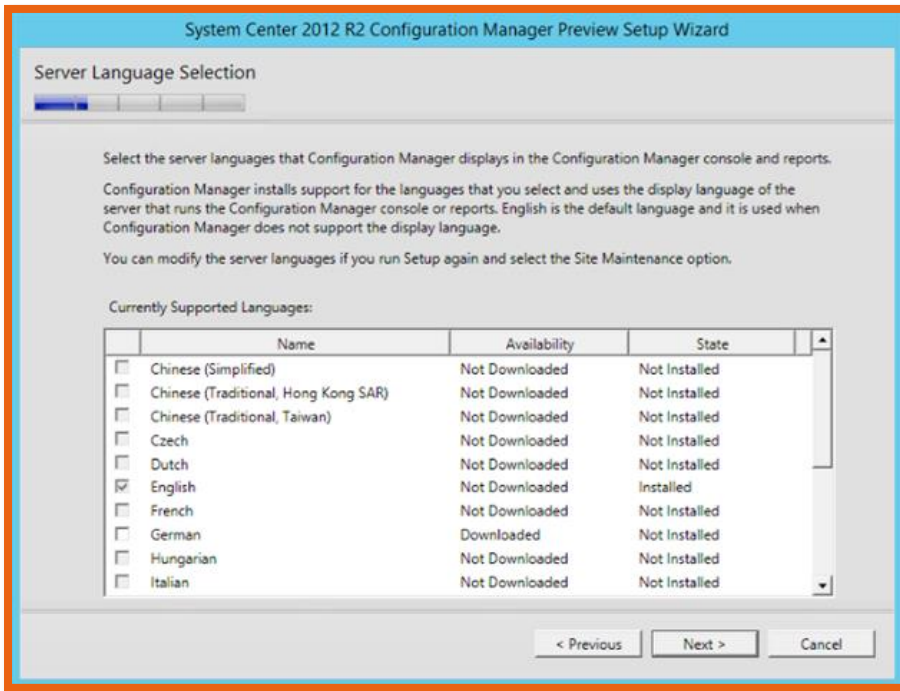 System Center 2012 R2 Configuration Manager Preview Setup Wizard
Server Language Selection
Select the server languages that Configuration Manager displays in the Configuration Manager console and reports.
Configuration Manager installs support for the languages that you select and uses the display language of the
server that runs the Configuration Manager console or reports. English is the default language and it is used when
Configuration Manager does not support the display language.
You can modify the server languages if you run Setup again and select the Site Maintenance option.
Currently Supported Languages:
Name Availability State
Chinese (Simplified) Not Downloaded Not Installed
Chinese (Traditional, Hong Kong SAR) Not Downloaded Not Installed
Chinese (Traditional, Taiwan) Not Downloaded Not Installed
Czech Not Downloaded Not Installed
Dutch Not Downloaded Not Installed
English Not Downloaded Installed
French Not Downloaded Not Installed
German Downloaded Not Installed
Hungarian Not Downloaded Not Installed
Italian Not Downloaded Not Installed
< Previous Next > Cancel